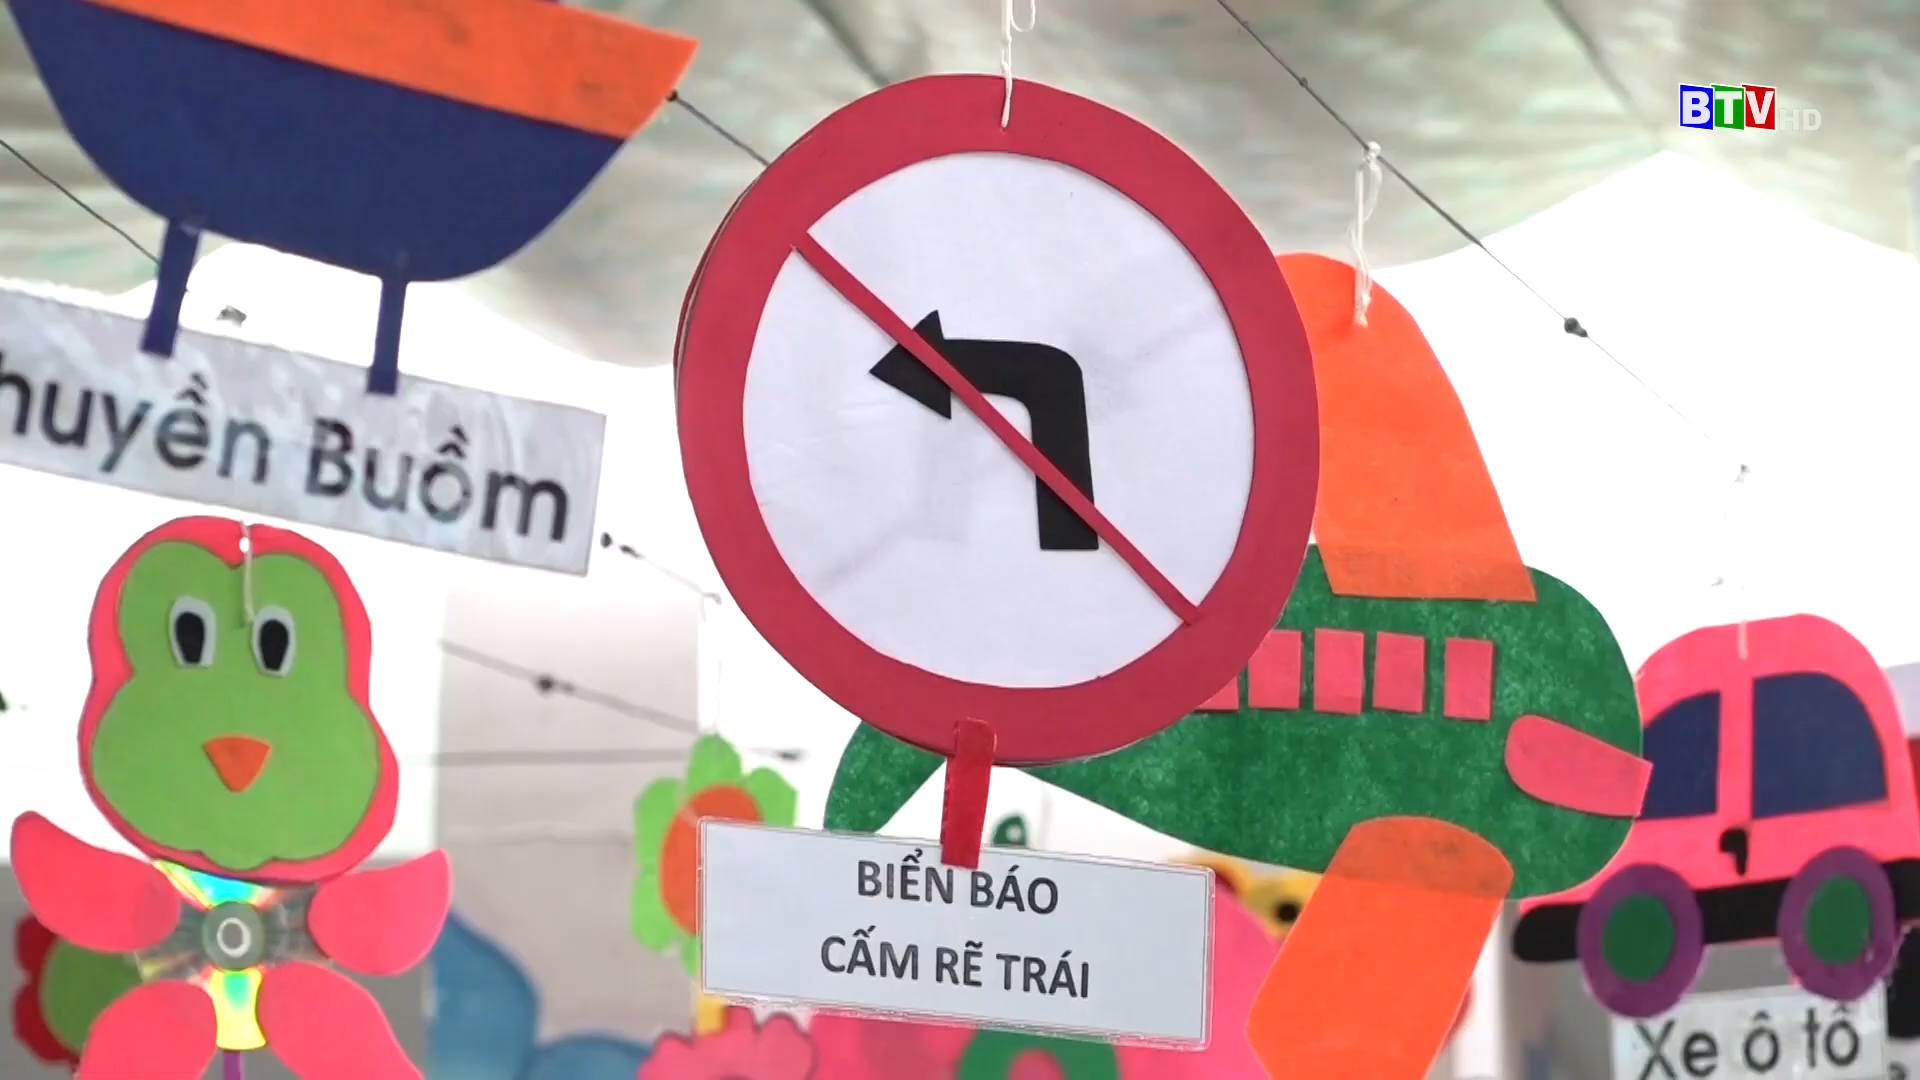 BTV HD
huyền Buồm
BIỂN BÁO
CẤM RẼ TRÁI
Xe ô tô